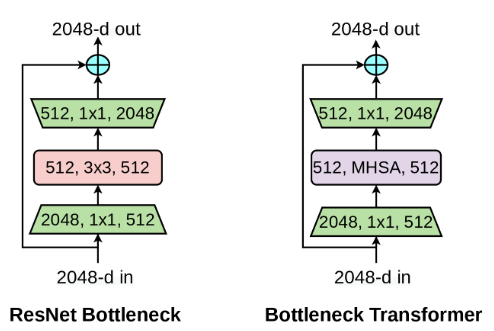 2048-d out
512, 1x1, 2048
512, 3x3, 512
2048, 1x1, 512
2048-d in
ResNet Bottleneck
2048-d out
512, 1x1, 2048
512, MHSA, 512
2048, 1x1, 512
2048-d in
Bottleneck Transformer